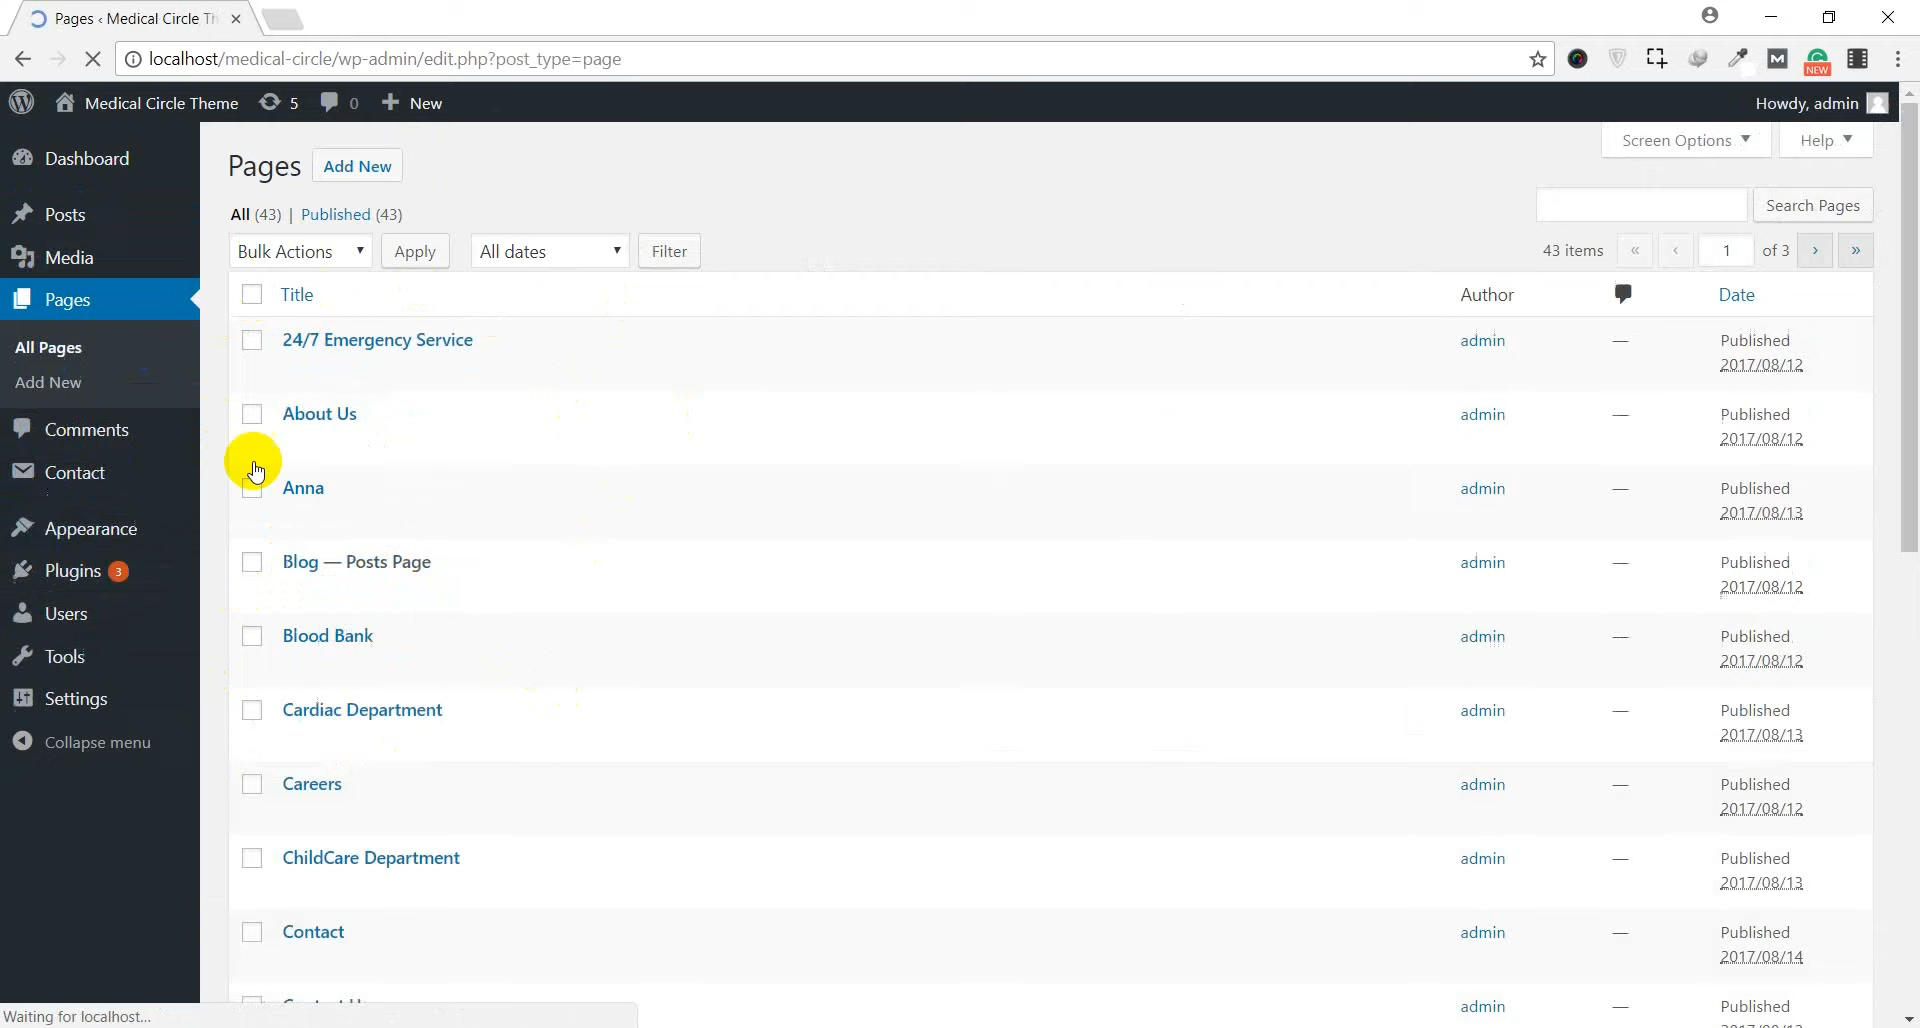 Pages ‹ Medical Circle Th
localhost/medical-circle/wp-admin/edit.php?post_type=page
NEW
Medical Circle Theme 5 0 New Howdy, admin
Screen Options Help
Dashboard
Posts
Media
Pages
All Pages
Add New
Comments
Contact
Appearance
Plugins 3
Users
Tools
Settings
Collapse menu
Pages Add New
All (43) | Published (43)
Search Pages
Bulk Actions Apply All dates Filter 43 items « ‹ 1 of 3 › »
Title Author Date
24/7 Emergency Service admin — Published
2017/08/12
About Us admin — Published
2017/08/12
Anna admin — Published
2017/08/13
Blog — Posts Page admin — Published
2017/08/12
Blood Bank admin — Published
2017/08/12
Cardiac Department admin — Published
2017/08/13
Careers admin — Published
2017/08/12
ChildCare Department admin — Published
2017/08/13
Contact admin — Published
2017/08/14
admin — Published
Waiting for localhost...